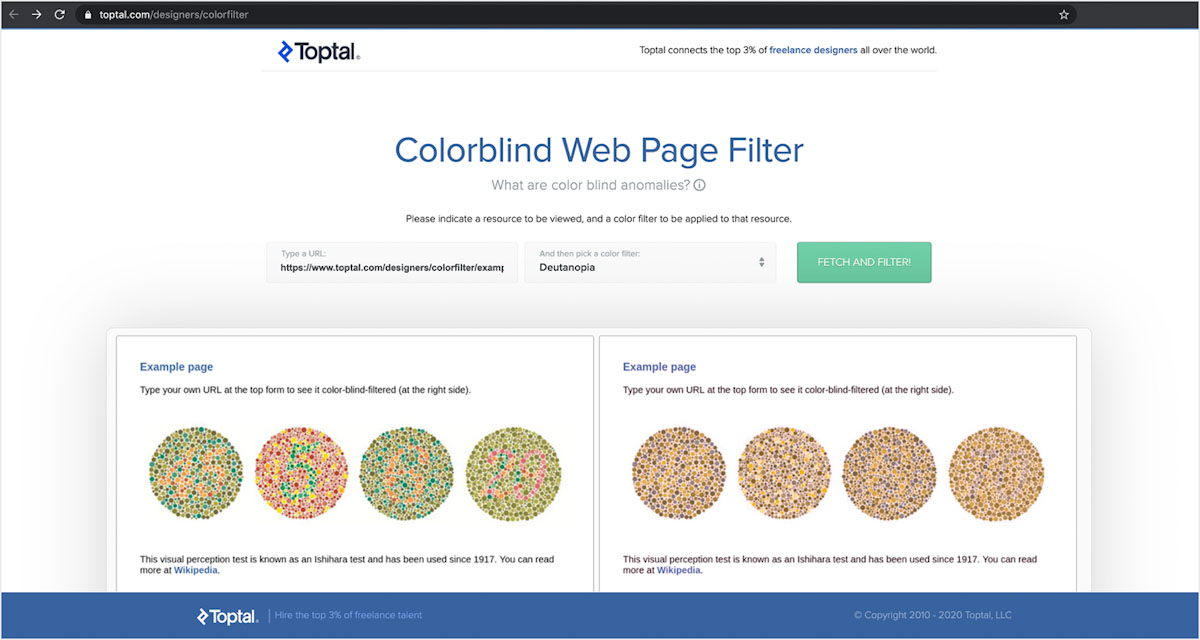 toptal.com/designers/colorfilter
Toptal®
Toptal connects the top 3% of freelance designers all over the world.
Colorblind Web Page Filter
What are color blind anomalies?
Please indicate a resource to be viewed, and a color filter to be applied to that resource.
Type a URL:
https://www.toptal.com/designers/colorfilter/examp
And then pick a color filter:
Deutanopia
FETCH AND FILTER!
Example page
Type your own URL at the top form to see it color-blind-filtered (at the right side).
5
6
29
This visual perception test is known as an Ishihara test and has been used since 1917. You can read
more at Wikipedia.
Example page
Type your own URL at the top form to see it color-blind-filtered (at the right side).
This visual perception test is known as an Ishihara test and has been used since 1917. You can read
more at Wikipedia.
Toptal®
Hire the top 3% of freelance talent
© Copyright 2010 - 2020 Toptal, LLC